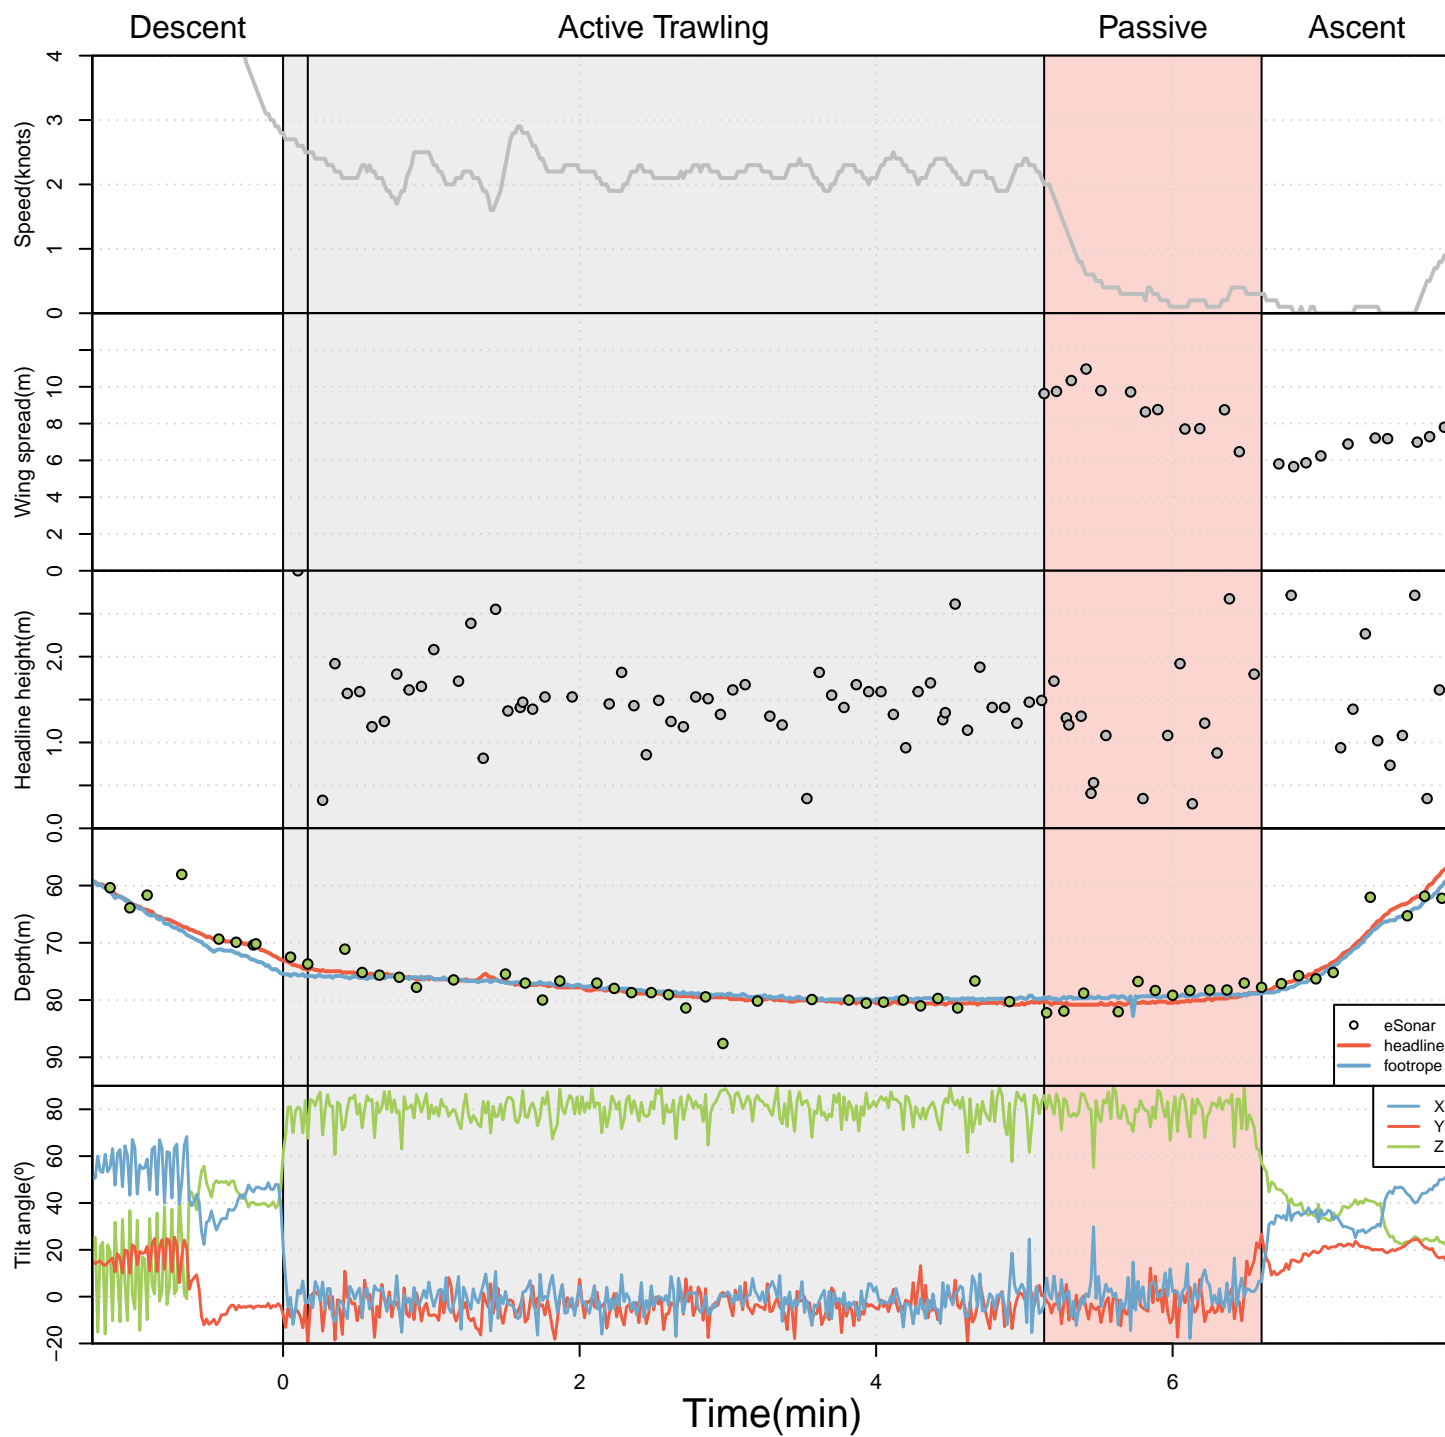 Descent Active Trawling Passive Ascent
Speed(knots)
4
3
2
1
0
Wing spread(m)
10
8
6
4
2
0
Headline height(m)
2.0
1.0
0.0
Depth(m)
60
70
80
90
eSonar
headline
footrope
Tilt angle(º)
80
60
40
20
0
−20
X
Y
Z
0 2 4 6
Time(min)